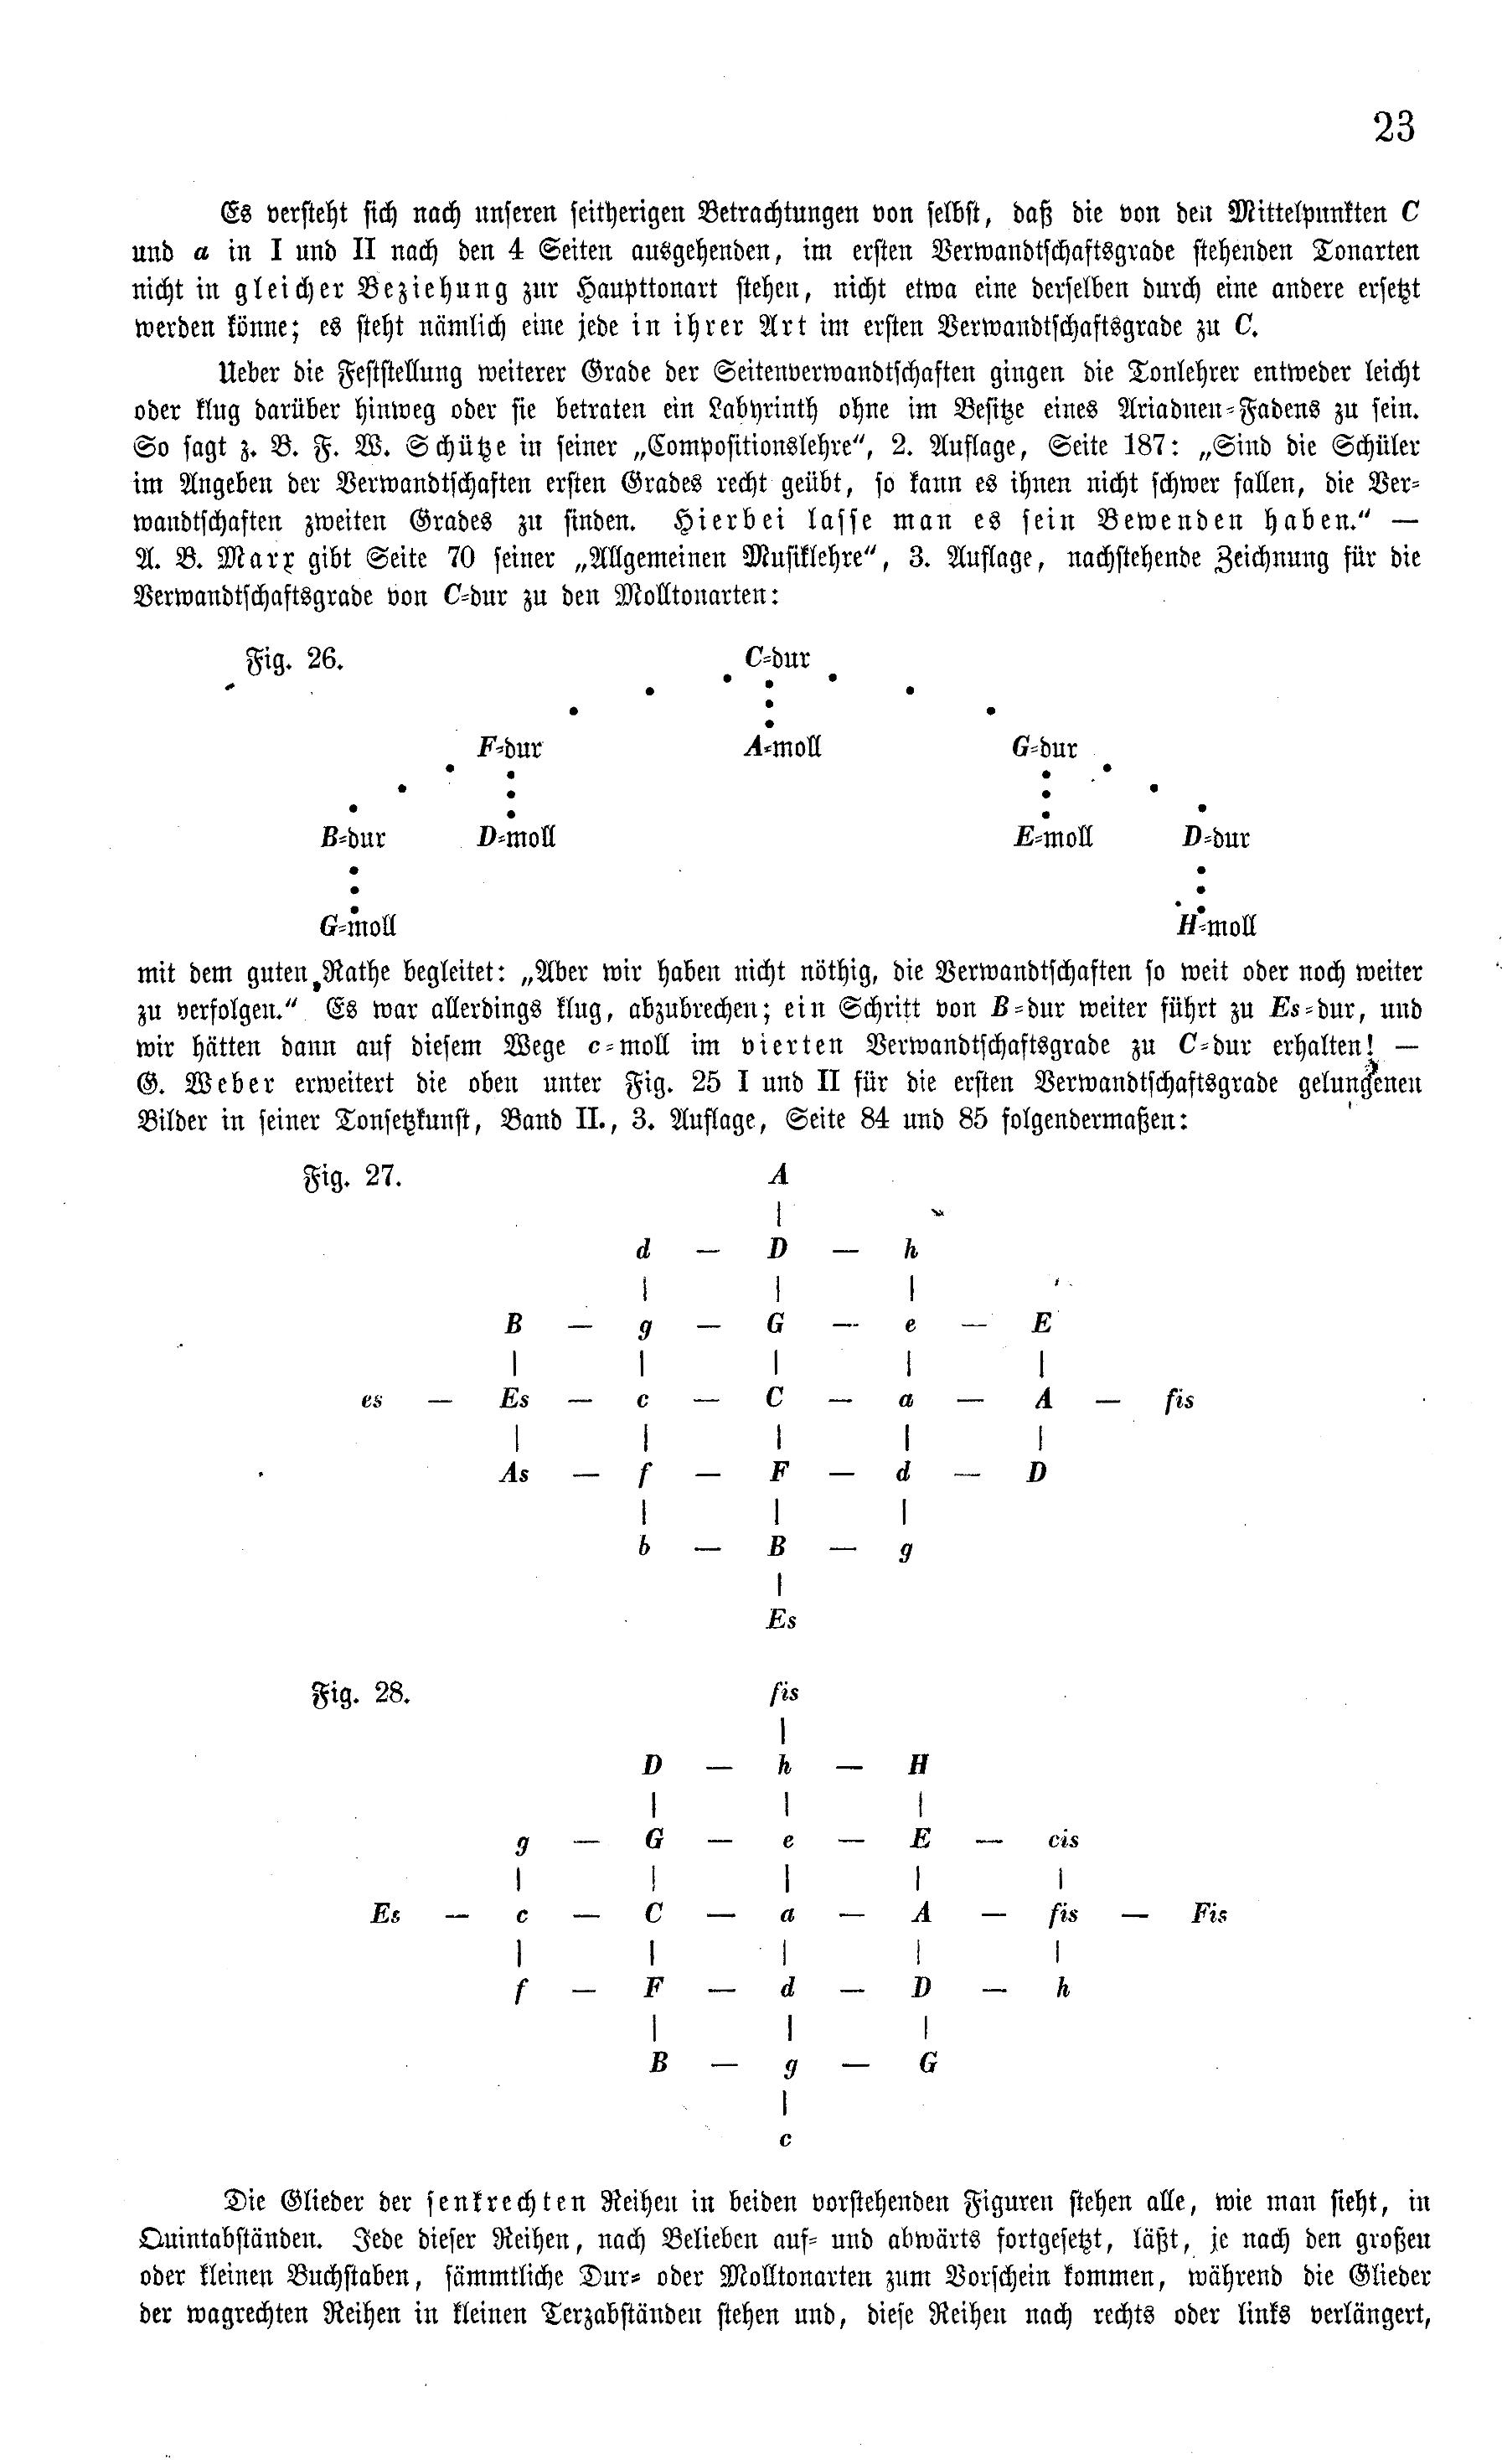 23
Es versteht sich nach unseren seitherigen Betrachtungen von selbst, daß die von den Mittelpunkten C
und a in I und II nach den 4 Seiten ausgehenden, im ersten Verwandtschaftsgrade stehenden Tonarten
nicht in gleicher Beziehung zur Haupttonart stehen, nicht etwa eine derselben durch eine andere ersetzt
werden könne; es steht nämlich eine jede in ihrer Art im ersten Verwandtschaftsgrade zu C.
Ueber die Feststellung weiterer Grade der Seitenverwandtschaften gingen die Tonlehrer entweder leicht
oder klug darüber hinweg oder sie betraten ein Labyrinth ohne im Besitze eines Ariadnen-Fadens zu sein.
So sagt z. B. F. W. Schütze in seiner „Compositionslehre“, 2. Auflage, Seite 187: „Sind die Schüler
im Angeben der Verwandtschaften ersten Grades recht geübt, so kann es ihnen nicht schwer fallen, die Ver-
wandtschaften zweiten Grades zu finden. Hierbei lasse man es sein Bewenden haben.“ —
A. B. Marx gibt Seite 70 seiner „Allgemeinen Musiklehre“, 3. Auflage, nachstehende Zeichnung für die
Verwandtschaftsgrade von C-dur zu den Molltonarten:
Fig. 26. C-dur
F-dur A-moll G-dur
B-dur D-moll E-moll D-dur
G-moll H-moll
mit dem guten Rathe begleitet: „Aber wir haben nicht nöthig, die Verwandtschaften so weit oder noch weiter
zu verfolgen.“ Es war allerdings klug, abzubrechen; ein Schritt von B-dur weiter führt zu Es-dur, und
wir hätten dann auf diesem Wege c-moll im vierten Verwandtschaftsgrade zu C-dur erhalten! —
G. Weber erweitert die oben unter Fig. 25 I und II für die ersten Verwandtschaftsgrade gelungenen
Bilder in seiner Tonsetzkunst, Band II., 3. Auflage, Seite 84 und 85 folgendermaßen:
Fig. 27. A
d — D — h
B — g — G — e — E
es — Es — c — C — a — A — fis
As — f — F — d — D
b — B — g
Es
Fig. 28. fis
D — h — H
g — G — e — E — cis
Es — c — C — a — A — fis — Fis
f — F — d — D — h
B — g — G
c
Die Glieder der senkrechten Reihen in beiden vorstehenden Figuren stehen alle, wie man sieht, in
Quintabständen. Jede dieser Reihen, nach Belieben auf- und abwärts fortgesetzt, läßt, je nach den großen
oder kleinen Buchstaben, sämmtliche Dur- oder Molltonarten zum Vorschein kommen, während die Glieder
der wagrechten Reihen in kleinen Terzabständen stehen und, diese Reihen nach rechts oder links verlängert,